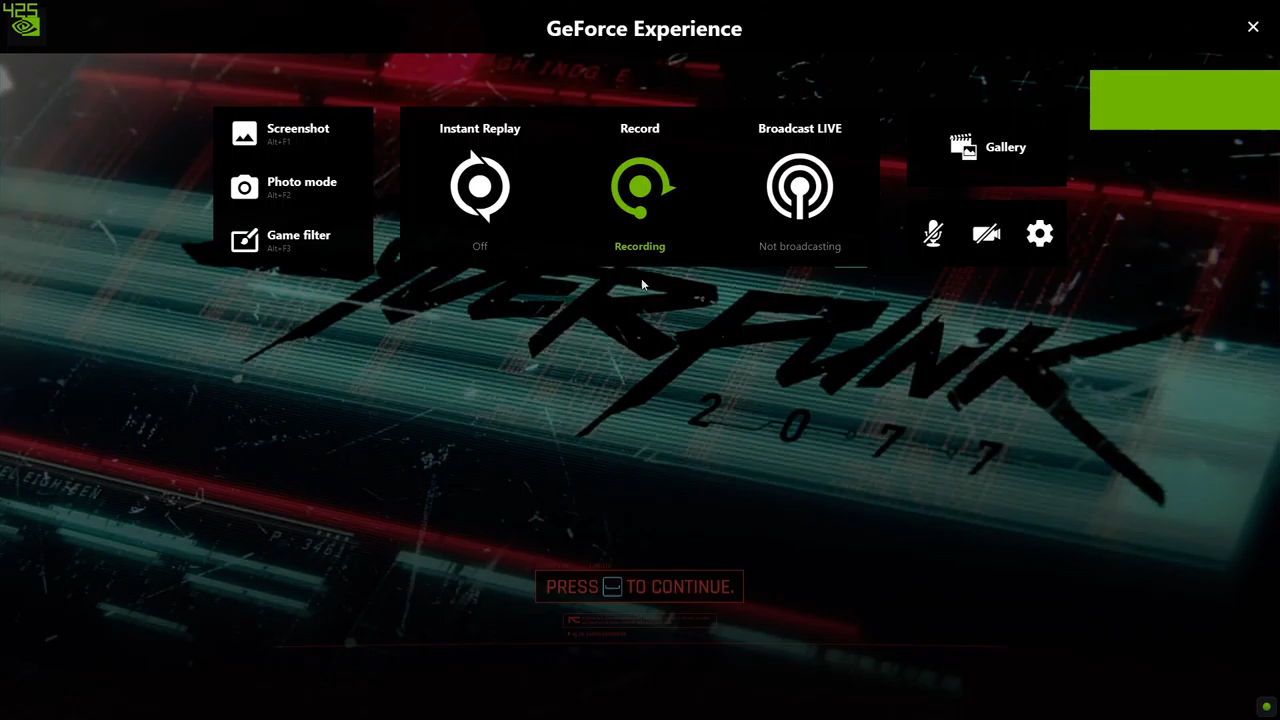 425
GeForce Experience
Screenshot
Alt+F1
Photo mode
Alt+F2
Game filter
Alt+F3
Instant Replay
Off
Record
Recording
Broadcast LIVE
Not broadcasting
Gallery
YBERPUNK
2077
PRESS TO CONTINUE.